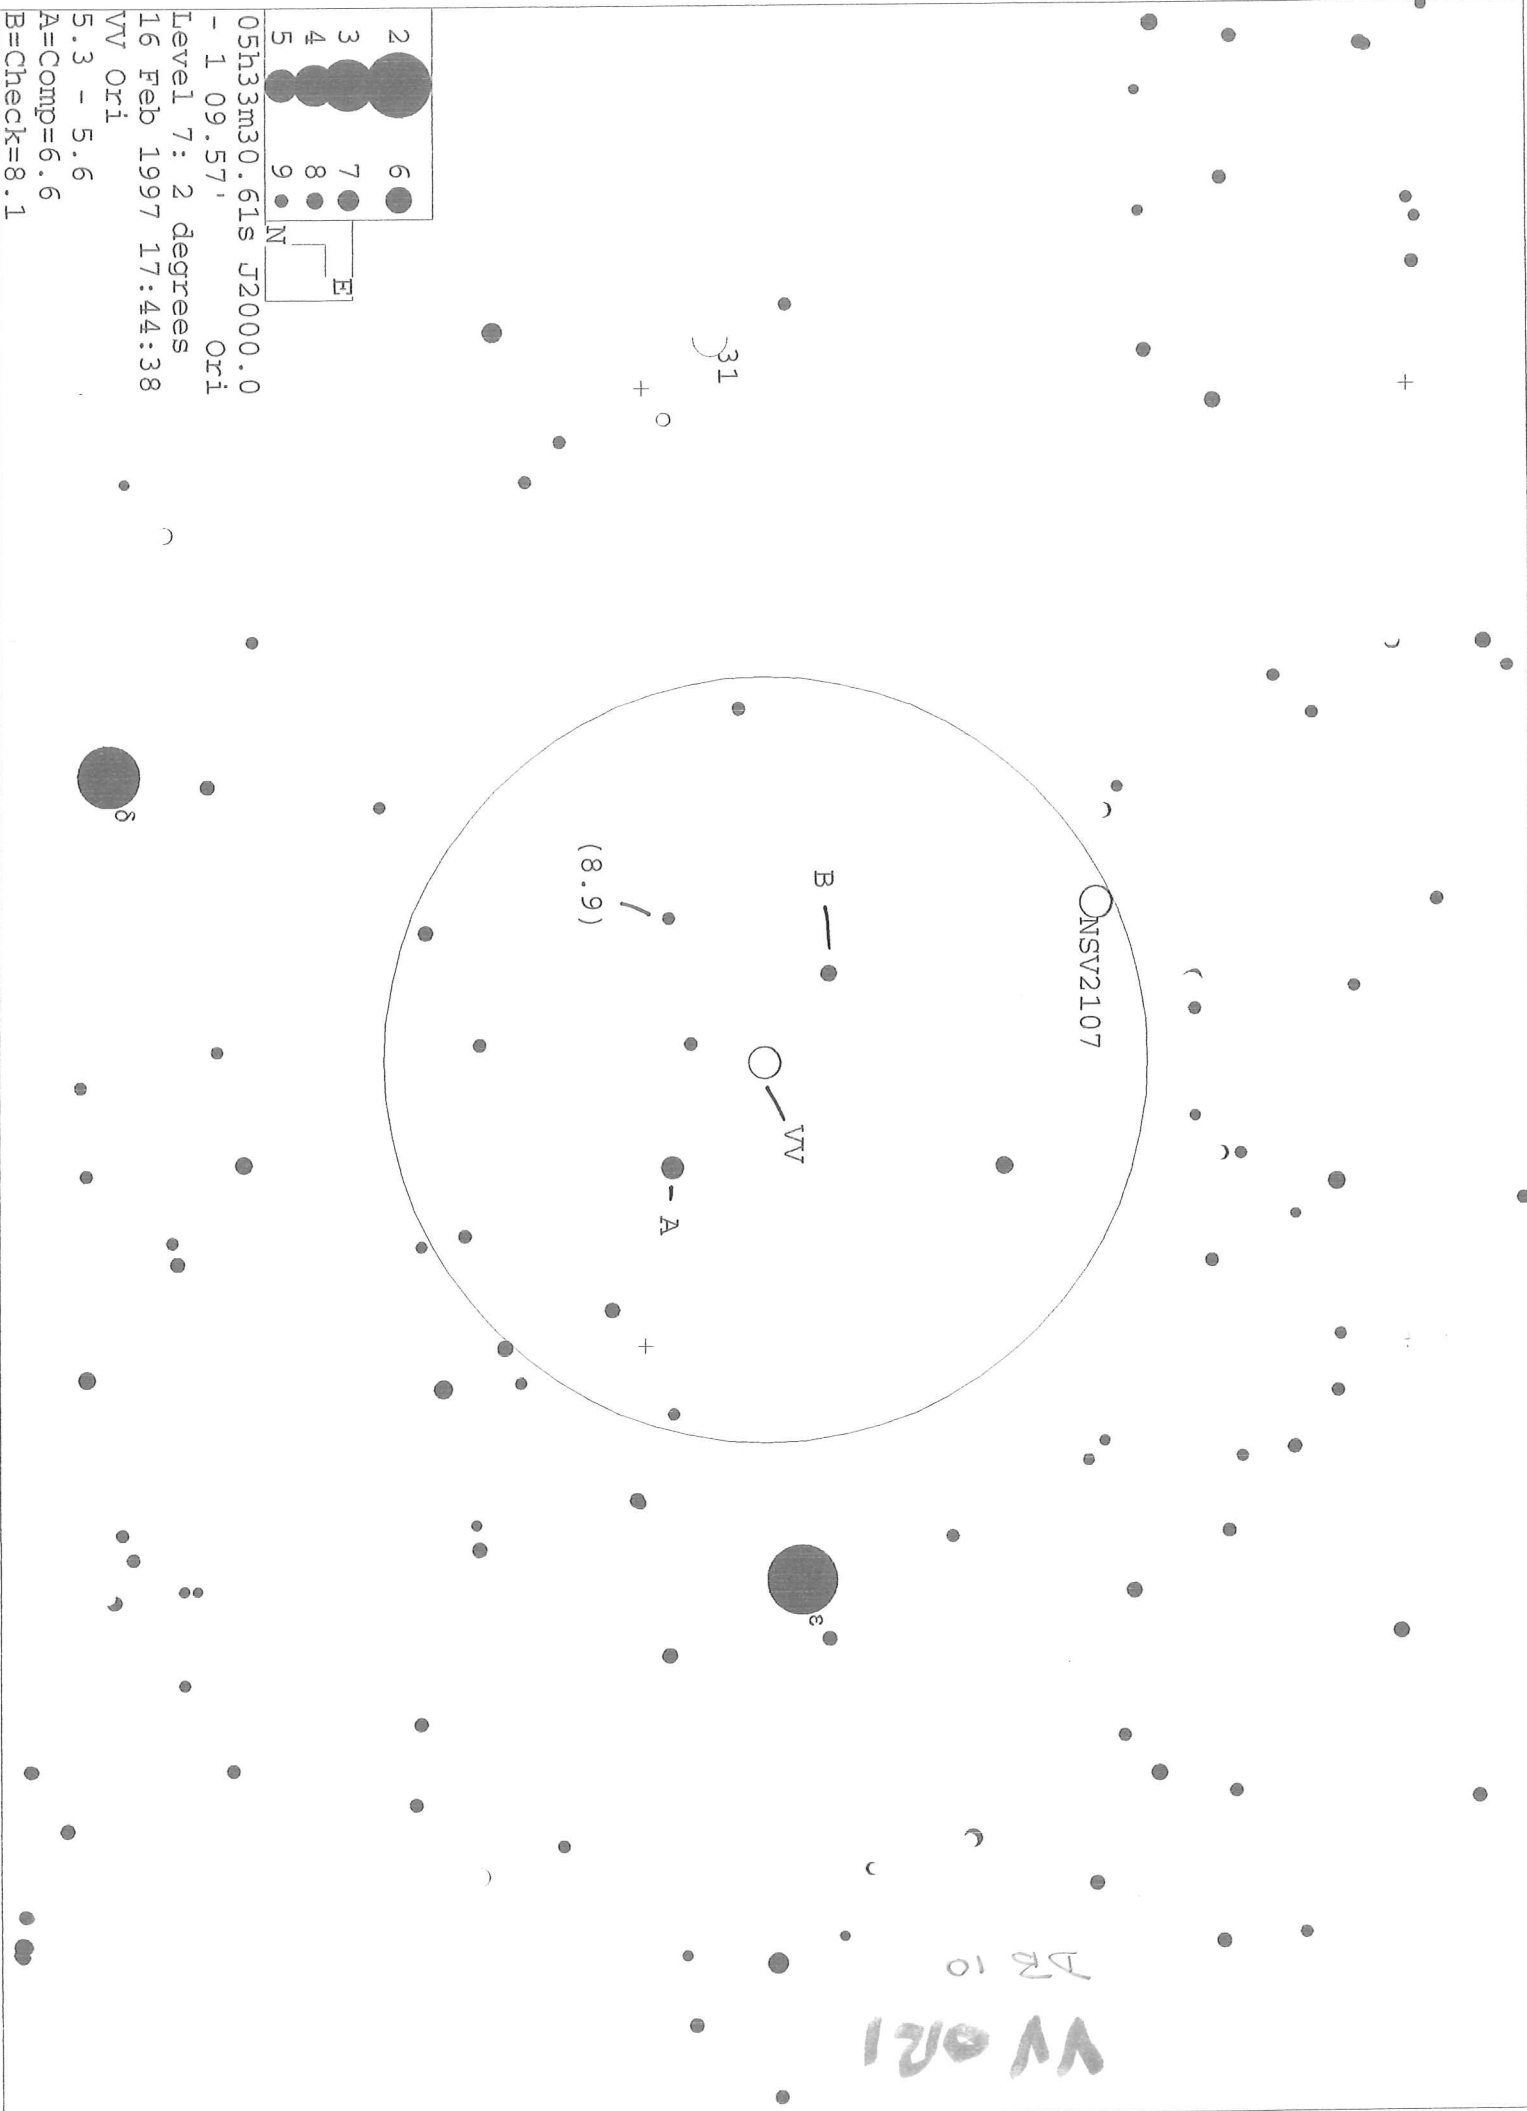 2 6
3 7
4 8
5 9
N
E
05h33m30.61s J2000.0
- 1 09.57' Ori
Level 7: 2 degrees
16 Feb 1997 17:44:38
VV Ori
5.3 - 5.6
A=Comp=6.6
B=Check=8.1
31
δ
(8.9)
B
NSV2107
VV
A
ε
DB 10
VV ORI